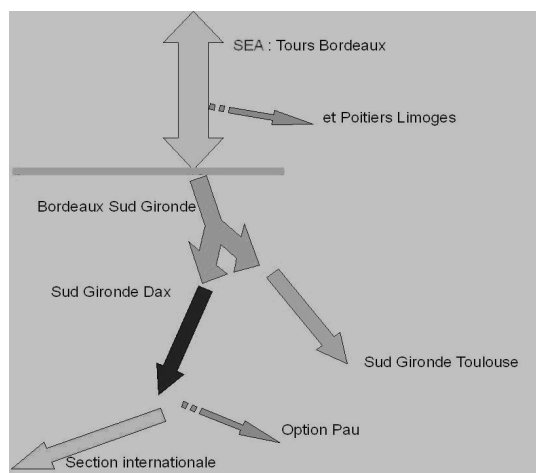 SEA : Tours Bordeaux
et Poitiers Limoges
Bordeaux Sud Gironde
Sud Gironde Dax
Sud Gironde Toulouse
Option Pau
Section internationale